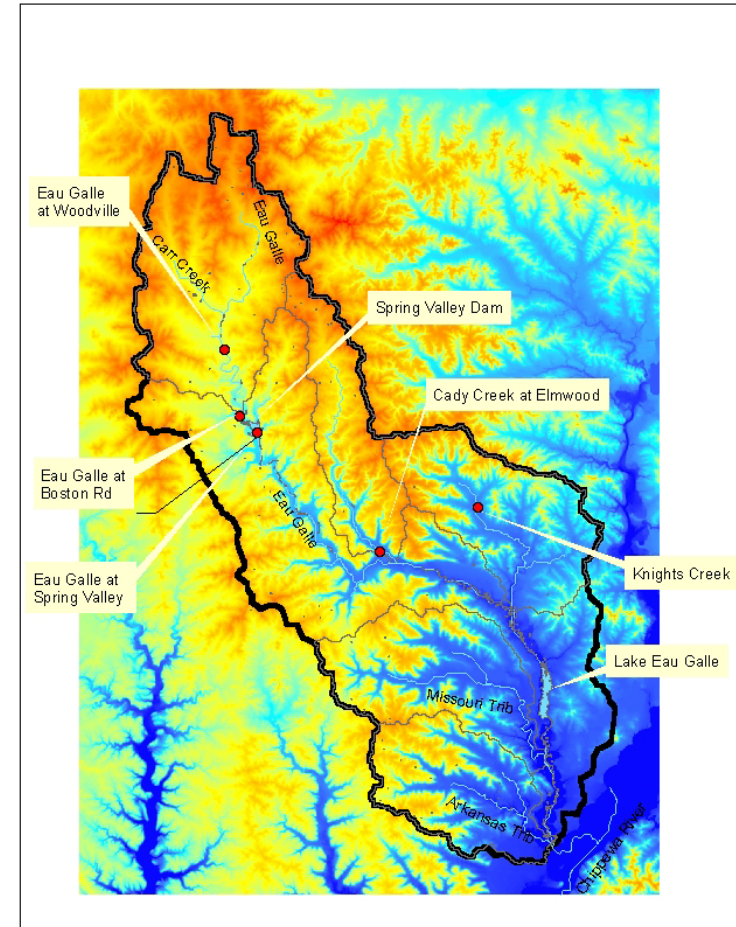 Eau Galle
at Woodville
Eau Galle
Carr Creek
Spring Valley Dam
Cady Creek at Elmwood
Eau Galle at
Boston Rd
Eau Galle
Eau Galle at
Spring Valley
Knights Creek
Lake Eau Galle
Missouri Trib
Arkansas Trib
Chippewa River